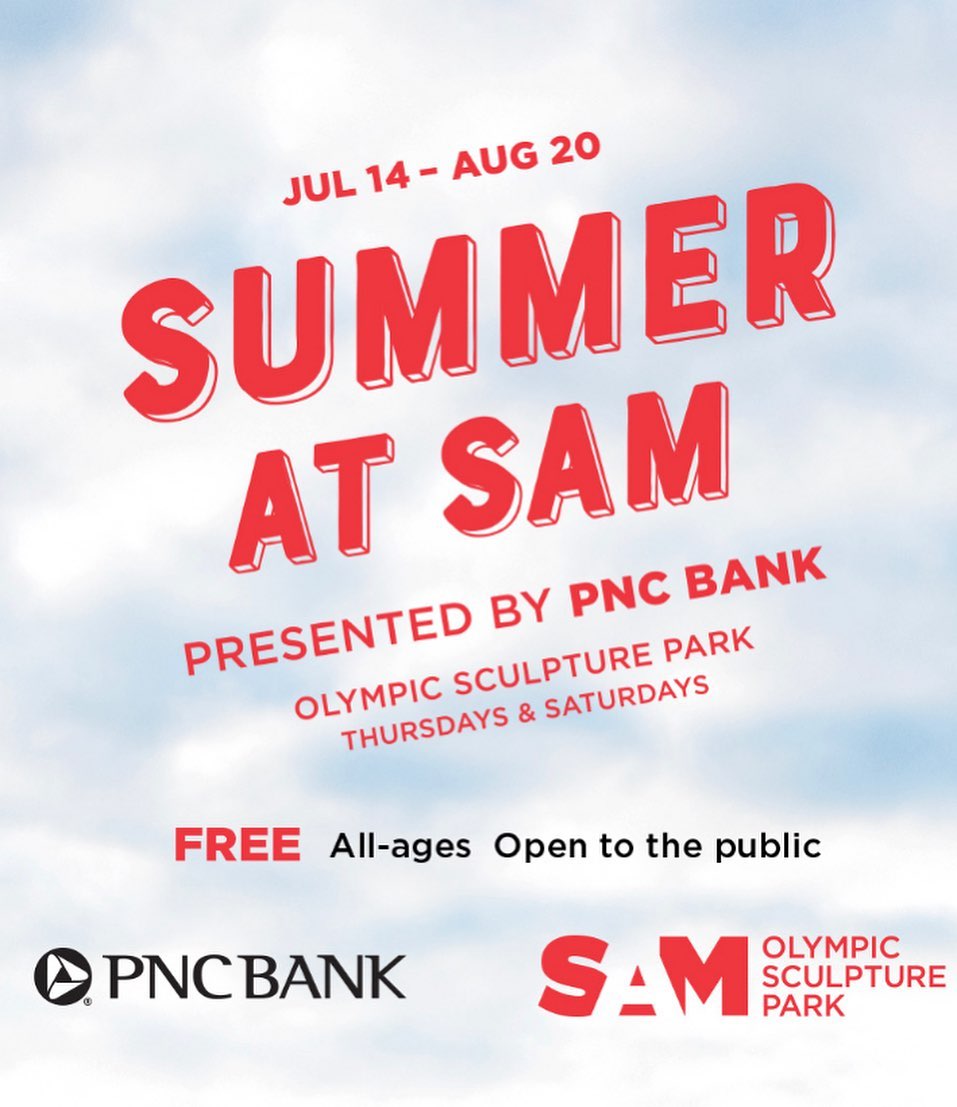 JUL 14 – AUG 20
SUMMER
AT SAM
PRESENTED BY PNC BANK
OLYMPIC SCULPTURE PARK
THURSDAYS & SATURDAYS
FREE All-ages Open to the public
PNC BANK
®
SAM
OLYMPIC
SCULPTURE
PARK